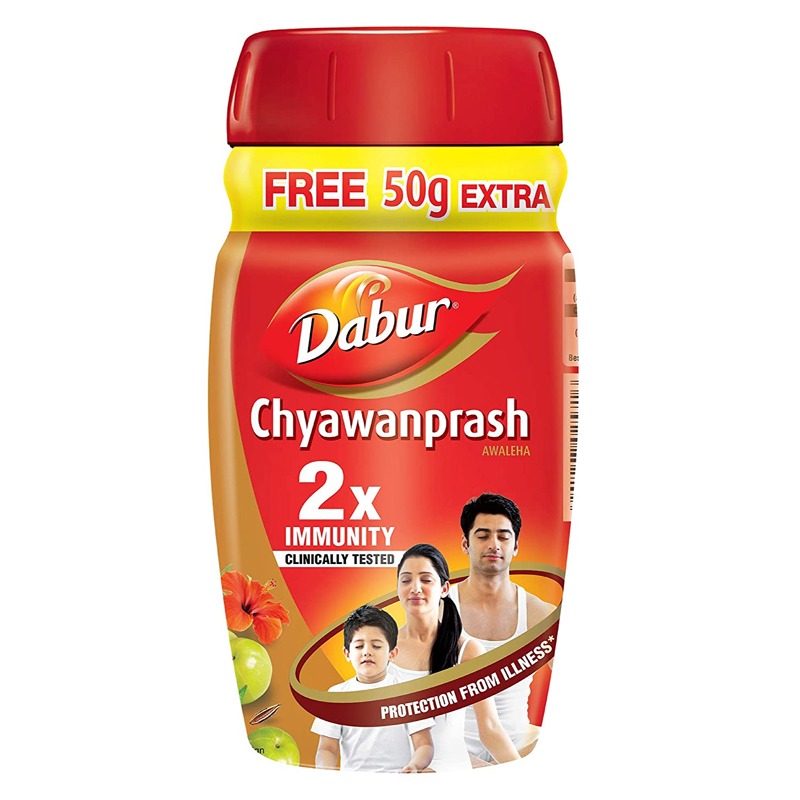 FREE 50g EXTRA
Dabur®
Chyawanprash
AWALEHA
2x
IMMUNITY
CLINICALLY TESTED
PROTECTION FROM ILLNESS*